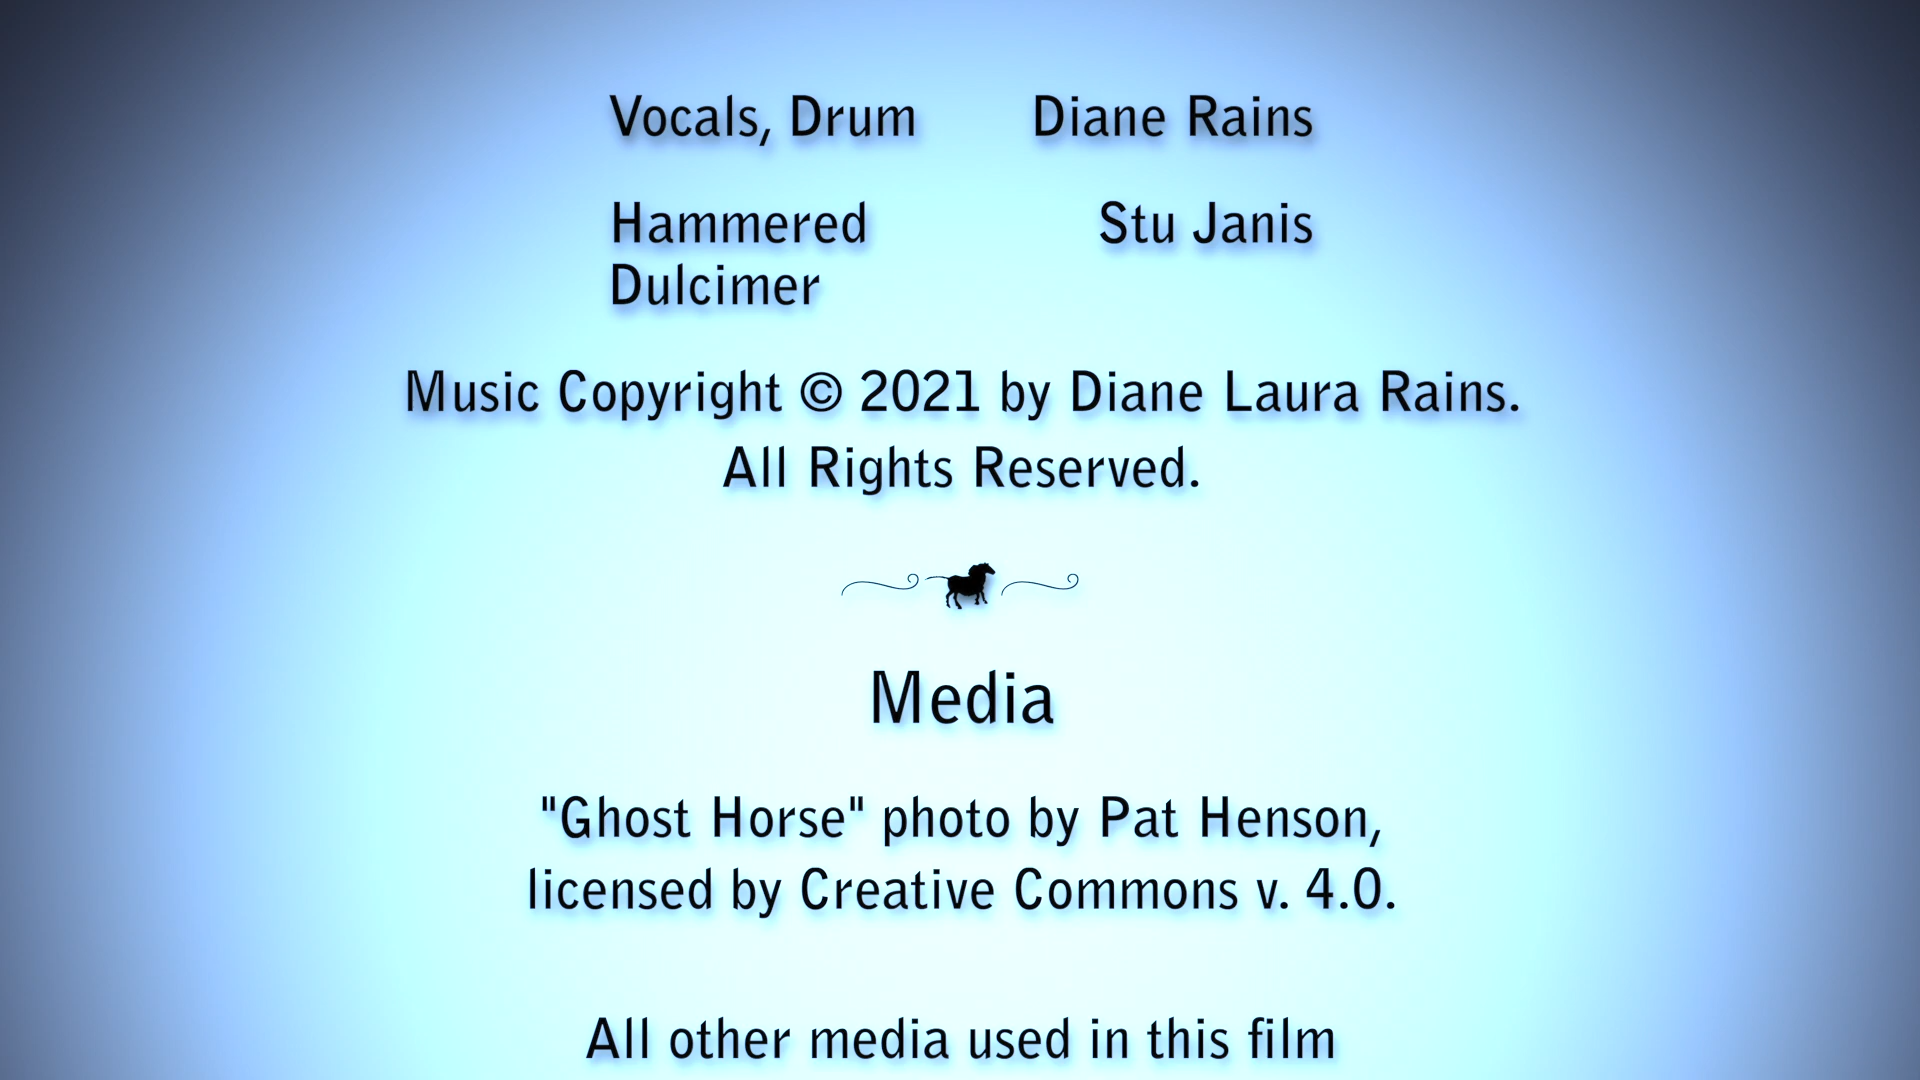 Vocals, Drum Diane Rains
Hammered Stu Janis
Dulcimer
Music Copyright © 2021 by Diane Laura Rains.
All Rights Reserved.
Media
"Ghost Horse" photo by Pat Henson,
licensed by Creative Commons v. 4.0.
All other media used in this film